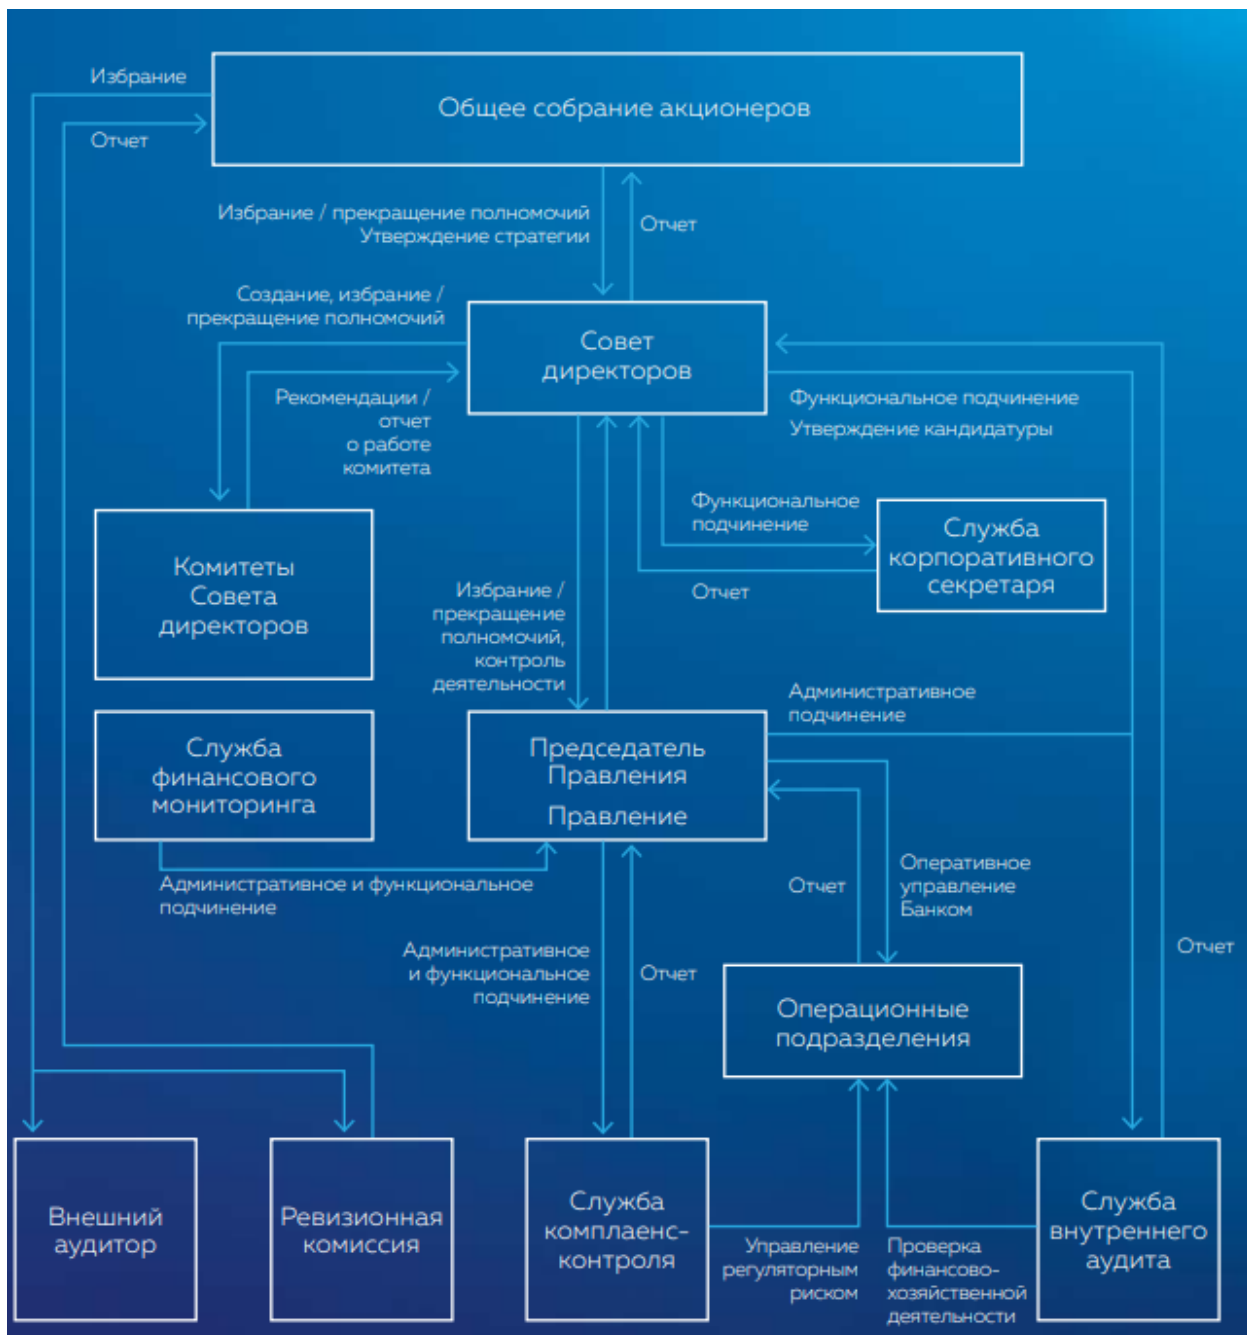 Избрание
Общее собрание акционеров
Отчет
Избрание / прекращение полномочий
Утверждение стратегии
Отчет
Создание, избрание /
прекращение полномочий
Совет
директоров
Рекомендации /
отчет
о работе
комитета
Функциональное подчинение
Утверждение кандидатуры
Функциональное
подчинение
Служба
корпоративного
секретаря
Комитеты
Совета
директоров
Отчет
Избрание /
прекращение
полномочий,
контроль
деятельности
Административное
подчинение
Служба
финансового
мониторинга
Председатель
Правления
Правление
Административное и функциональное
подчинение
Отчет
Оперативное
управление
Банком
Административное
и функциональное
подчинение
Отчет
Отчет
Операционные
подразделения
Внешний
аудитор
Ревизионная
комиссия
Служба
комплаенс-
контроля
Служба
внутреннего
аудита
Управление
регуляторным
риском
Проверка
финансово-
хозяйственной
деятельности